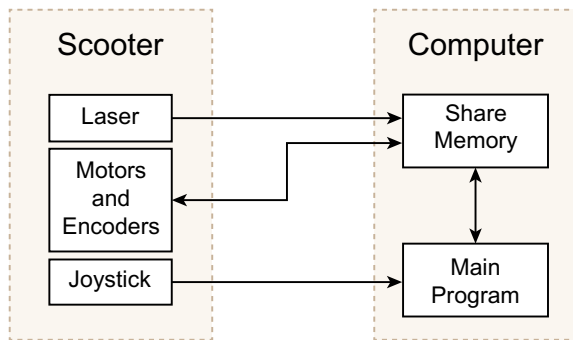 Scooter
Laser
Motors
and
Encoders
Joystick
Computer
Share
Memory
Main
Program